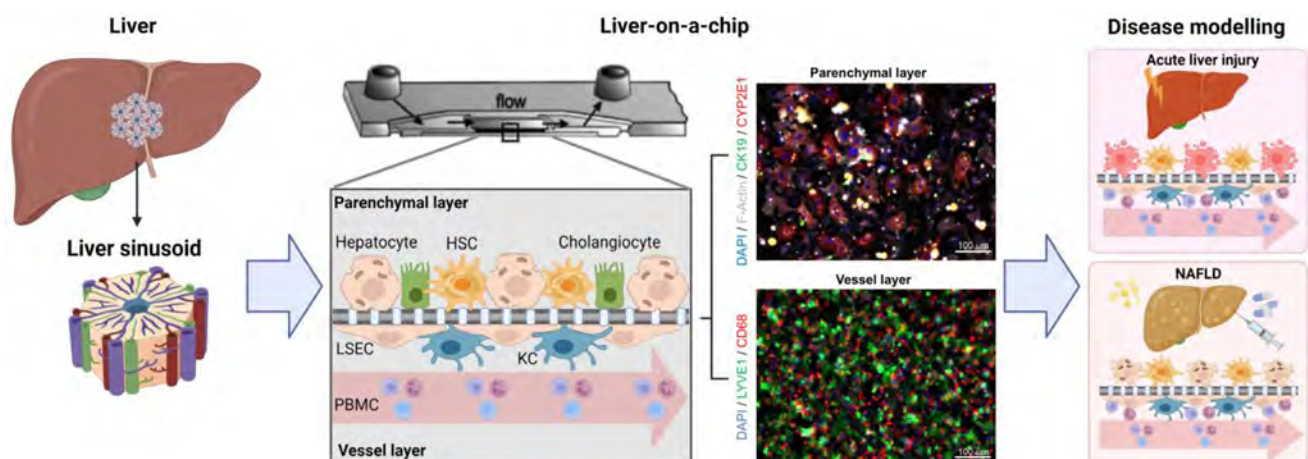 Liver
Liver sinusoid
Liver-on-a-chip
flow
Parenchymal layer
Hepatocyte
HSC
Cholangiocyte
LSEC
KC
PBMC
Vessel layer
Parenchymal layer
DAPI / F-Actin / CK19 / CYP2E1
100 µm
Vessel layer
DAPI / LYVE1 / CD68
100 µm
Disease modelling
Acute liver injury
NAFLD